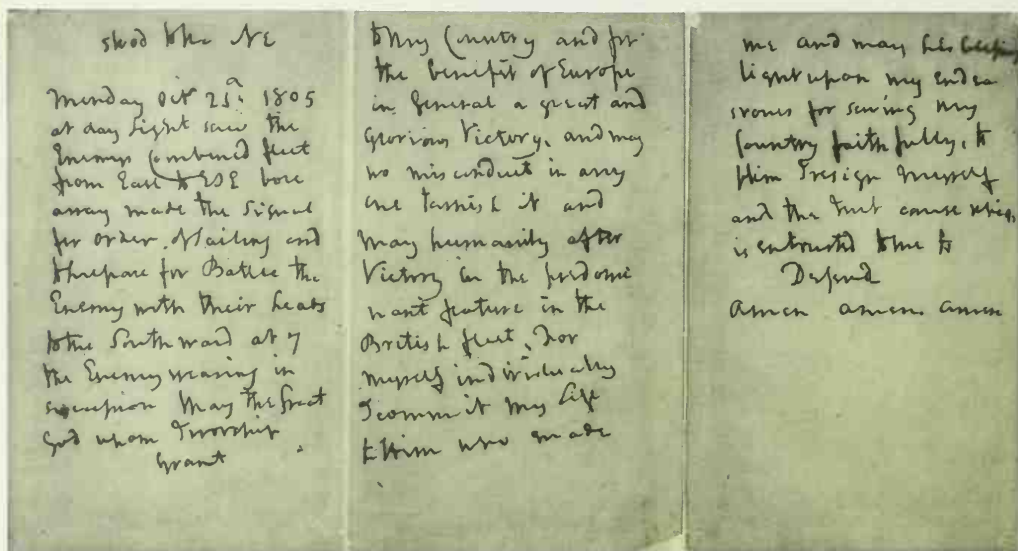 stood to the NE
Monday Oct 21st: 1805
at day Light saw the
Enemys Combined fleet
from East to ESE bore
away made the Signal
for Order of Sailing and
to prepare for Battle the
Enemy with their heads
to the Southward at 7
the Enemy wearing in
succession May the Great
God whom I worship
Grant
to my Country and for
the benefit of Europe
in General a great and
Glorious Victory, and may
no misconduct in any
one tarnish it and
May humanity after
Victory be the predomi
nant feature in the
British fleet, For
myself individually
I commit my Life
to Him who made
me and may his blessing
light upon my endea
vours for serving my
Country faithfully, to
Him I resign myself
and the Just cause which
is entrusted to me to
Defend
amen amen amen